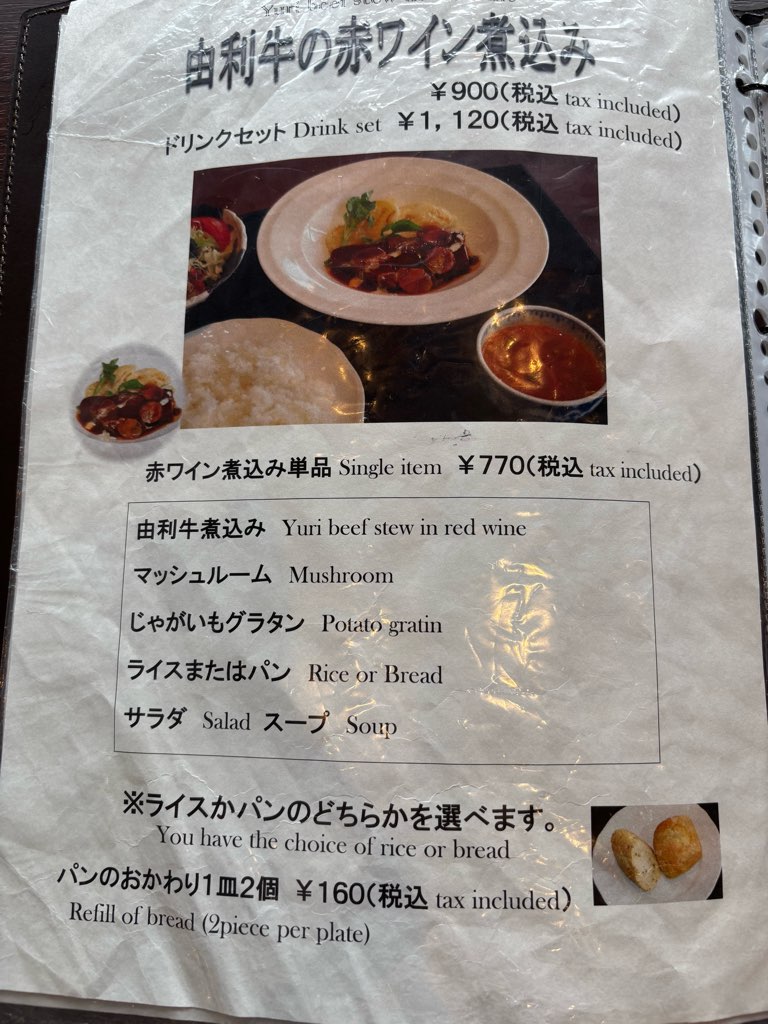 Yuri beef stew
由利牛の赤ワイン煮込み
￥900(税込 tax included)
ドリンクセット Drink set ￥1,120(税込 tax included)
赤ワイン煮込み単品 Single item ￥770(税込 tax included)
由利牛煮込み Yuri beef stew in red wine
マッシュルーム Mushroom
じゃがいもグラタン Potato gratin
ライスまたはパン Rice or Bread
サラダ Salad スープ Soup
※ライスかパンのどちらかを選べます。
You have the choice of rice or bread
パンのおかわり1皿2個 ￥160(税込 tax included)
Refill of bread (2piece per plate)